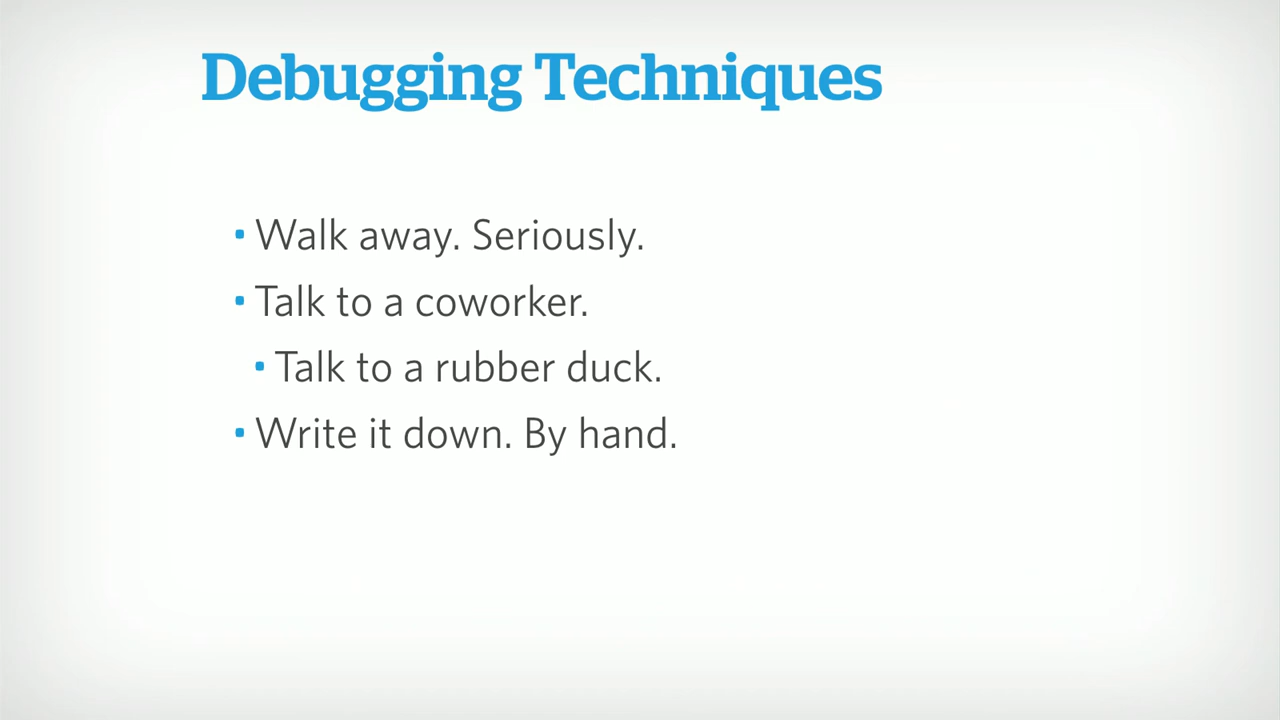 Debugging Techniques
• Walk away. Seriously.
• Talk to a coworker.
• Talk to a rubber duck.
• Write it down. By hand.